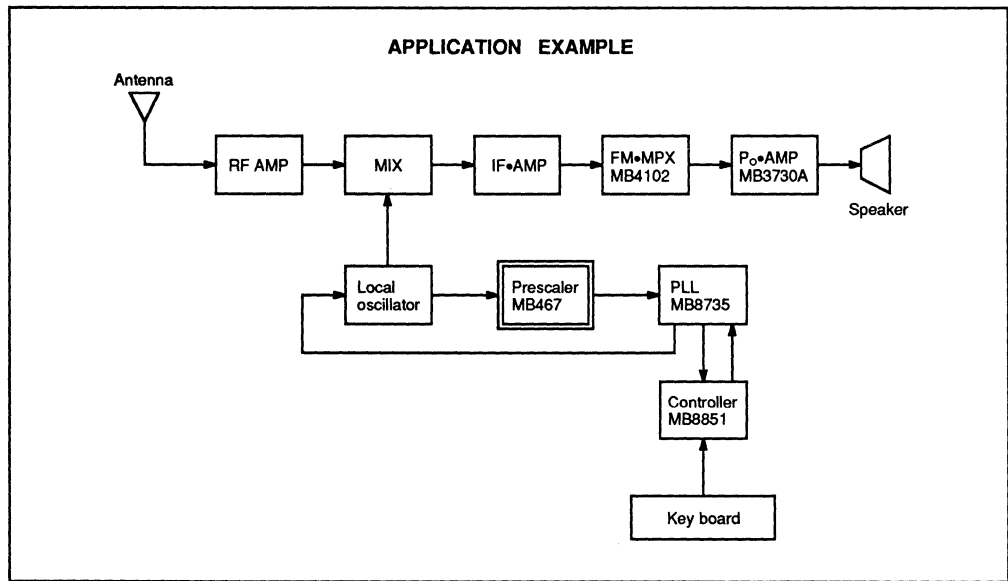 APPLICATION EXAMPLE
Antenna
RF AMP
MIX
IF•AMP
FM•MPX
MB4102
Po•AMP
MB3730A
Speaker
Local
oscillator
Prescaler
MB467
PLL
MB8735
Controller
MB8851
Key board